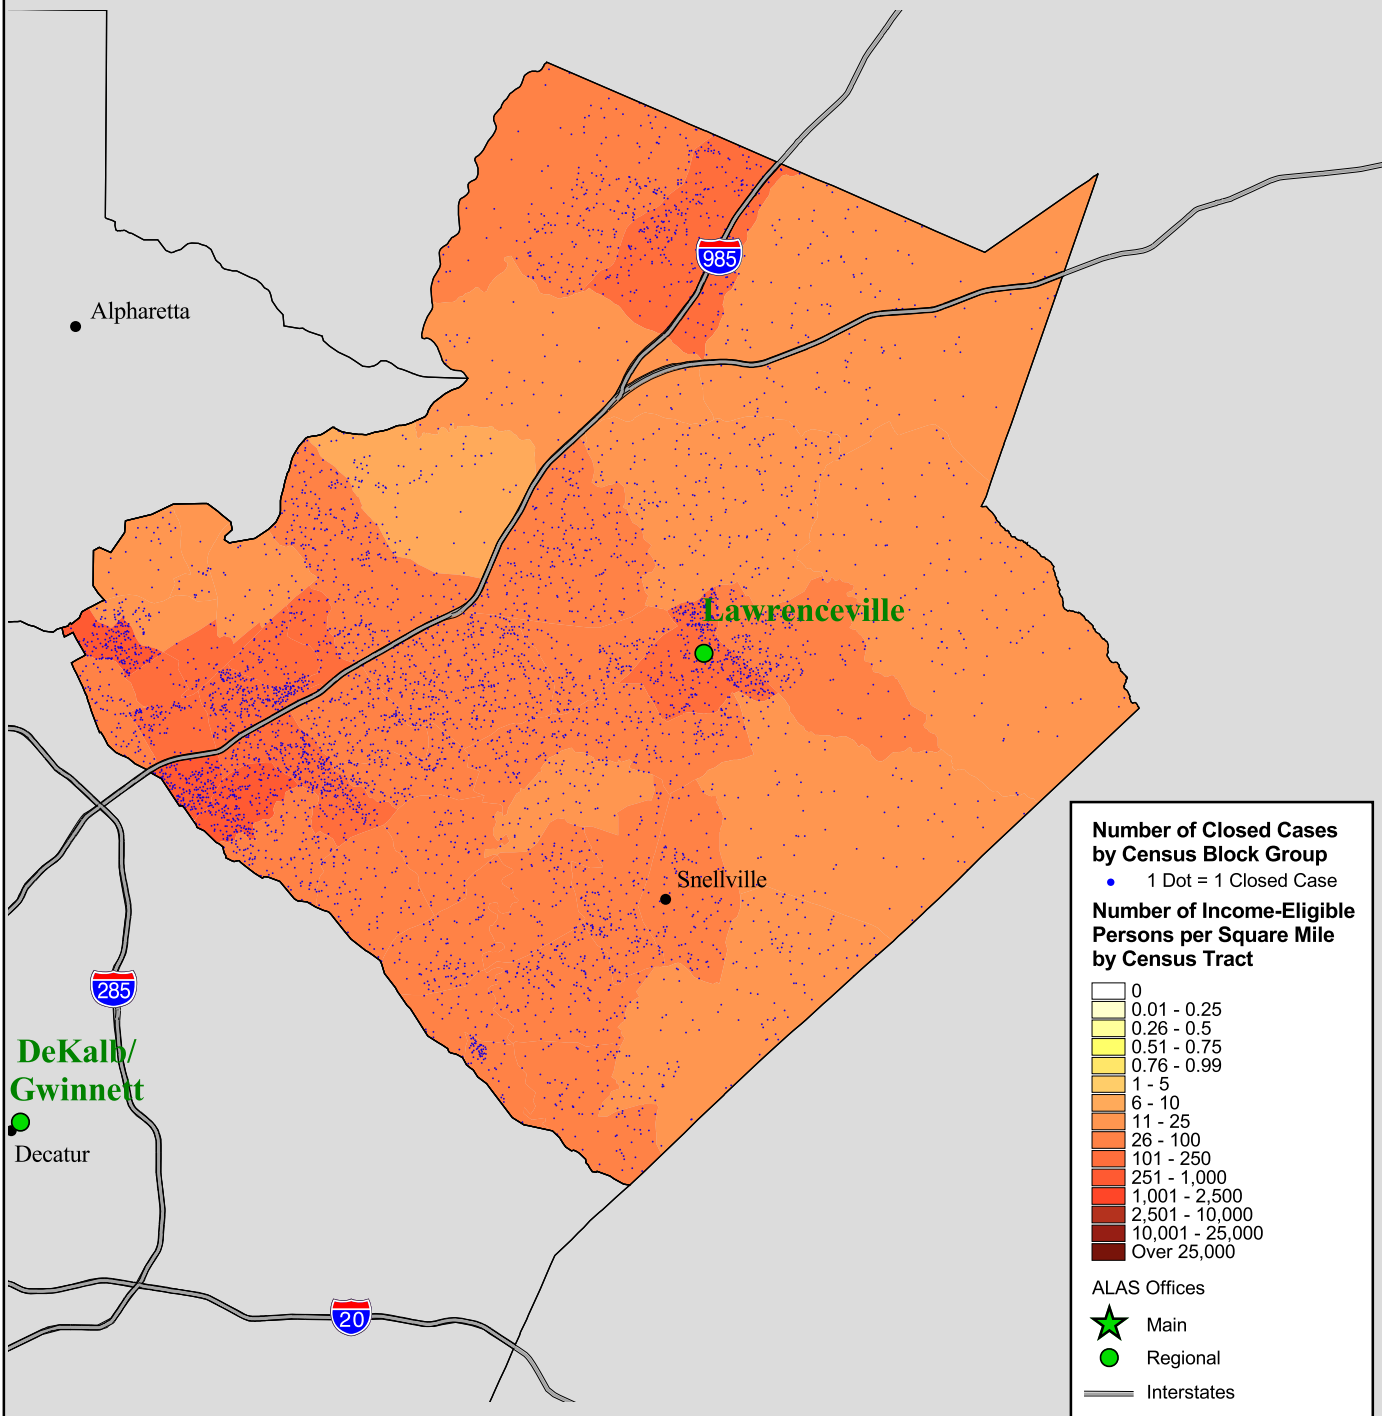 985
Alpharetta
Lawrenceville
Snellville
285
DeKalb/
Gwinnett
Decatur
20
Number of Closed Cases
by Census Block Group
1 Dot = 1 Closed Case
Number of Income-Eligible
Persons per Square Mile
by Census Tract
0
0.01 - 0.25
0.26 - 0.5
0.51 - 0.75
0.76 - 0.99
1 - 5
6 - 10
11 - 25
26 - 100
101 - 250
251 - 1,000
1,001 - 2,500
2,501 - 10,000
10,001 - 25,000
Over 25,000
ALAS Offices
Main
Regional
Interstates